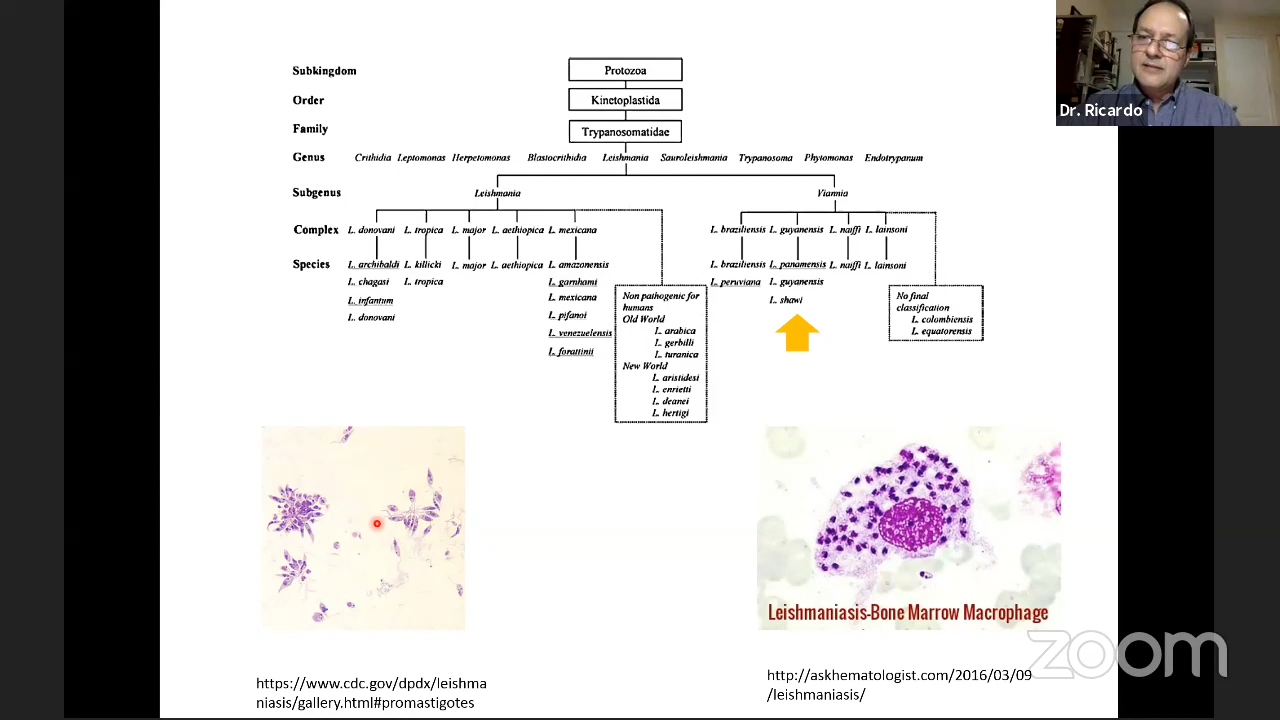 Dr. Ricardo
Subkingdom Protozoa
Order Kinetoplastida
Family Trypanosomatidae
Genus Crithidia Leptomonas Herpetomonas Blastocrithidia Leishmania Sauroleishmania Trypanosoma Phytomonas Endotrypanum
Subgenus Leishmania Viannia
Complex L. donovani L. tropica L. major L. aethiopica L. mexicana L. braziliensis L. guyanensis L. naiffi L. lainsoni
Species L. archibaldi L. killicki L. major L. aethiopica L. amazonensis L. braziliensis L. panamensis L. naiffi L. lainsoni
L. chagasi L. tropica L. garnhami L. peruviana L. guyanensis
L. infantum L. mexicana L. shawi
L. donovani L. pifanoi
L. venezuelensis
L. forattinii
Non pathogenic for
humans
Old World
L. arabica
L. gerbilli
L. turanica
New World
L. aristidesi
L. enrietti
L. deanei
L. hertigi
No final
classification
L. colombiensis
L. equatorensis
Leishmaniasis-Bone Marrow Macrophage
zoom
https://www.cdc.gov/dpdx/leishma
niasis/gallery.html#promastigotes
http://askhematologist.com/2016/03/09
/leishmaniasis/